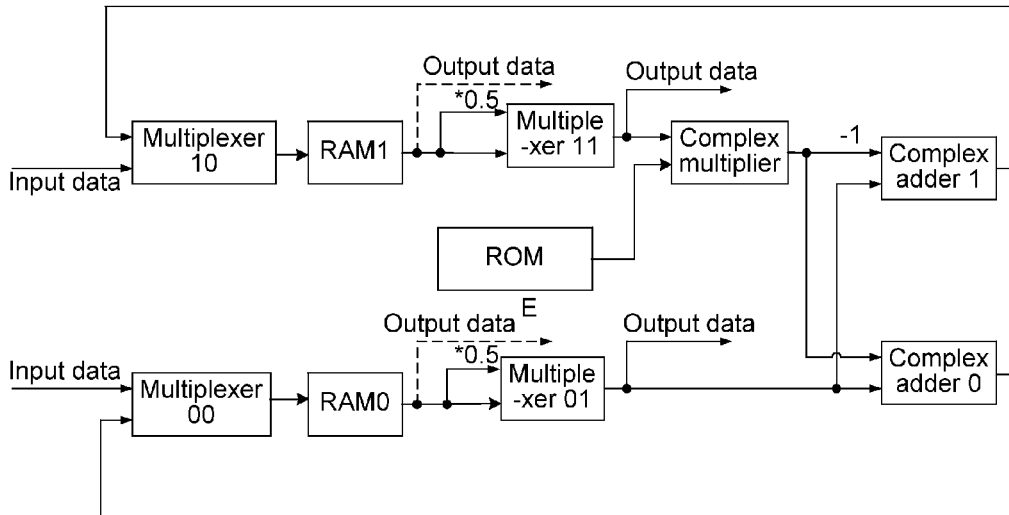 Output data
Output data
*0.5
Multiplexer
10
RAM1
Multiple
-xer 11
Complex
multiplier
-1
Complex
adder 1
Input data
ROM
E
Output data
Output data
*0.5
Input data
Multiplexer
00
RAM0
Multiple
-xer 01
Complex
adder 0